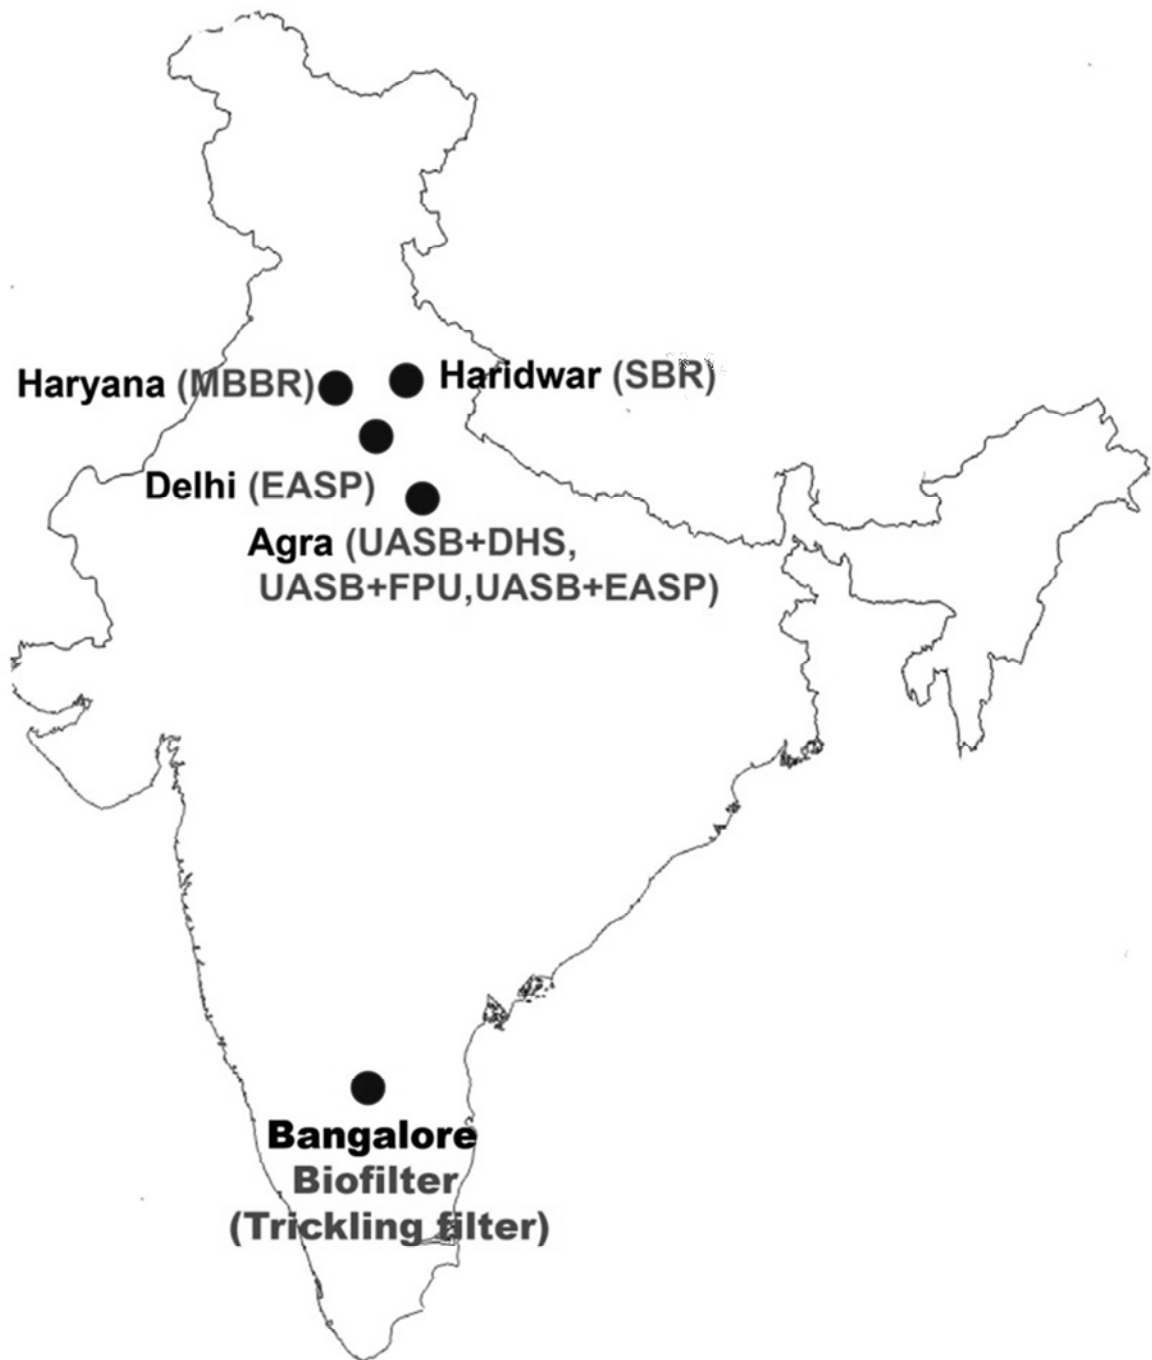 Haryana (MBBR)
Haridwar (SBR)
Delhi (EASP)
Agra (UASB+DHS,
UASB+FPU,UASB+EASP)
Bangalore
Biofilter
(Trickling filter)